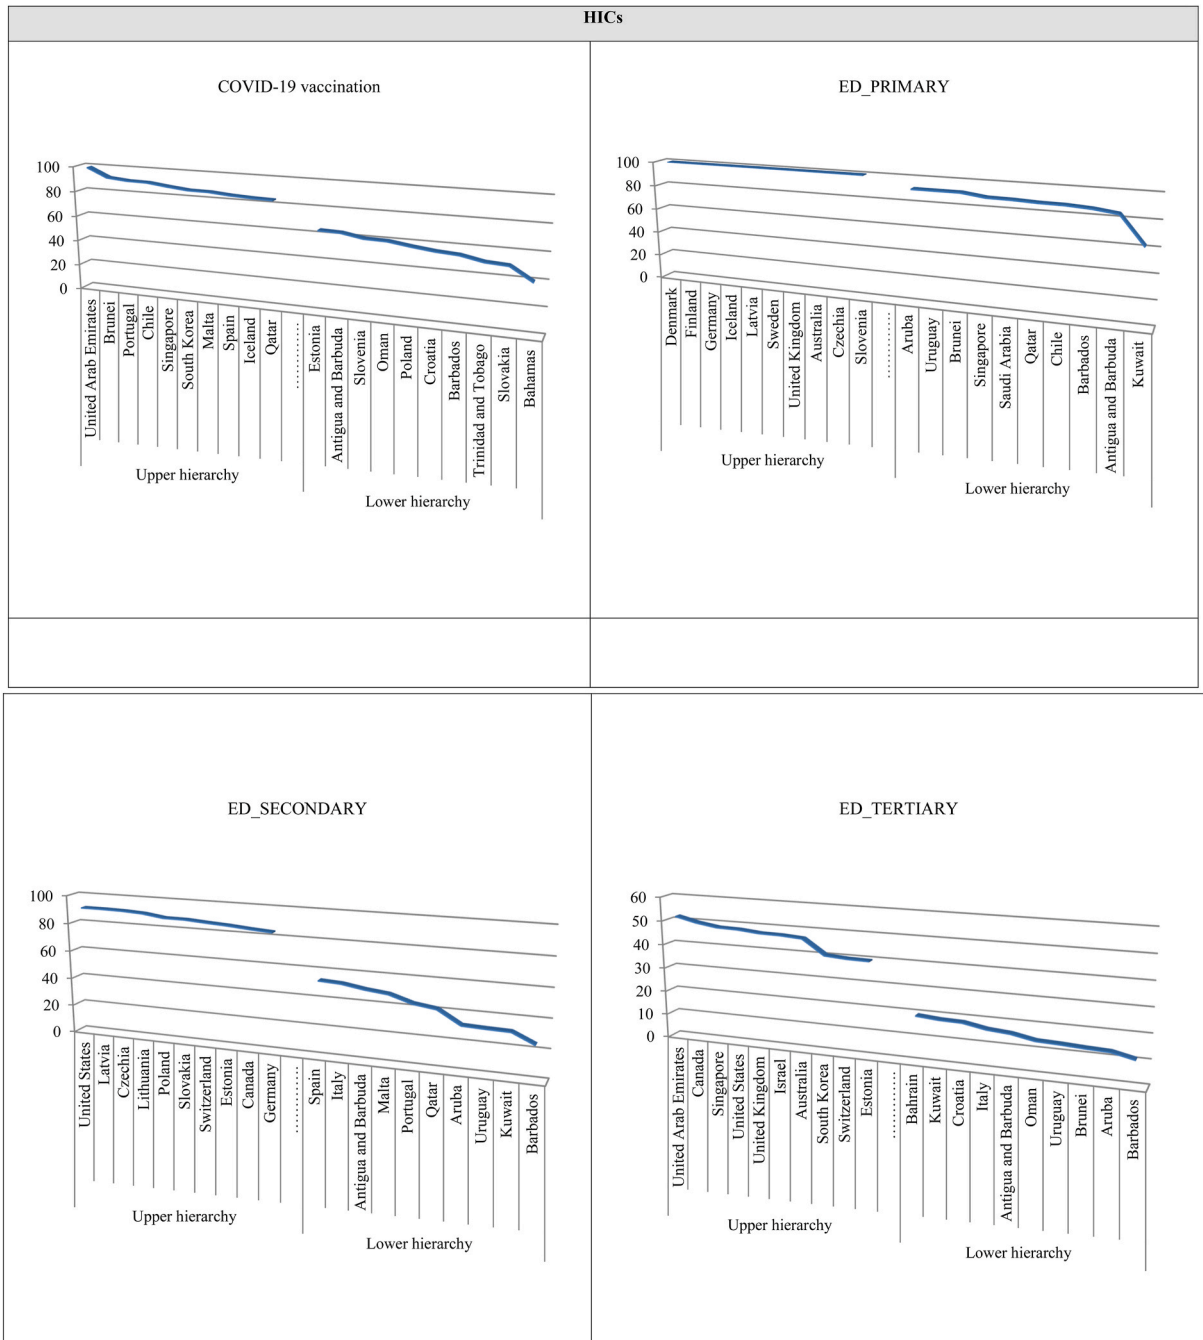 HICs
COVID-19 vaccination
100
80
60
40
20
0
United Arab Emirates
Brunei
Portugal
Chile
Singapore
South Korea
Malta
Spain
Iceland
Qatar
..........
Estonia
Antigua and Barbuda
Slovenia
Oman
Poland
Croatia
Barbados
Trinidad and Tobago
Slovakia
Bahamas
Upper hierarchy
Lower hierarchy
ED_PRIMARY
100
80
60
40
20
0
Denmark
Finland
Germany
Iceland
Latvia
Sweden
United Kingdom
Australia
Czechia
Slovenia
..........
Aruba
Uruguay
Brunei
Singapore
Saudi Arabia
Qatar
Chile
Barbados
Antigua and Barbuda
Kuwait
Upper hierarchy
Lower hierarchy
ED_SECONDARY
100
80
60
40
20
0
United States
Latvia
Czechia
Lithuania
Poland
Slovakia
Switzerland
Estonia
Canada
Germany
..........
Spain
Italy
Antigua and Barbuda
Malta
Portugal
Qatar
Aruba
Uruguay
Kuwait
Barbados
Upper hierarchy
Lower hierarchy
ED_TERTIARY
60
50
40
30
20
10
0
United Arab Emirates
Canada
Singapore
United States
United Kingdom
Israel
Australia
South Korea
Switzerland
Estonia
..........
Bahrain
Kuwait
Croatia
Italy
Antigua and Barbuda
Oman
Uruguay
Brunei
Aruba
Barbados
Upper hierarchy
Lower hierarchy